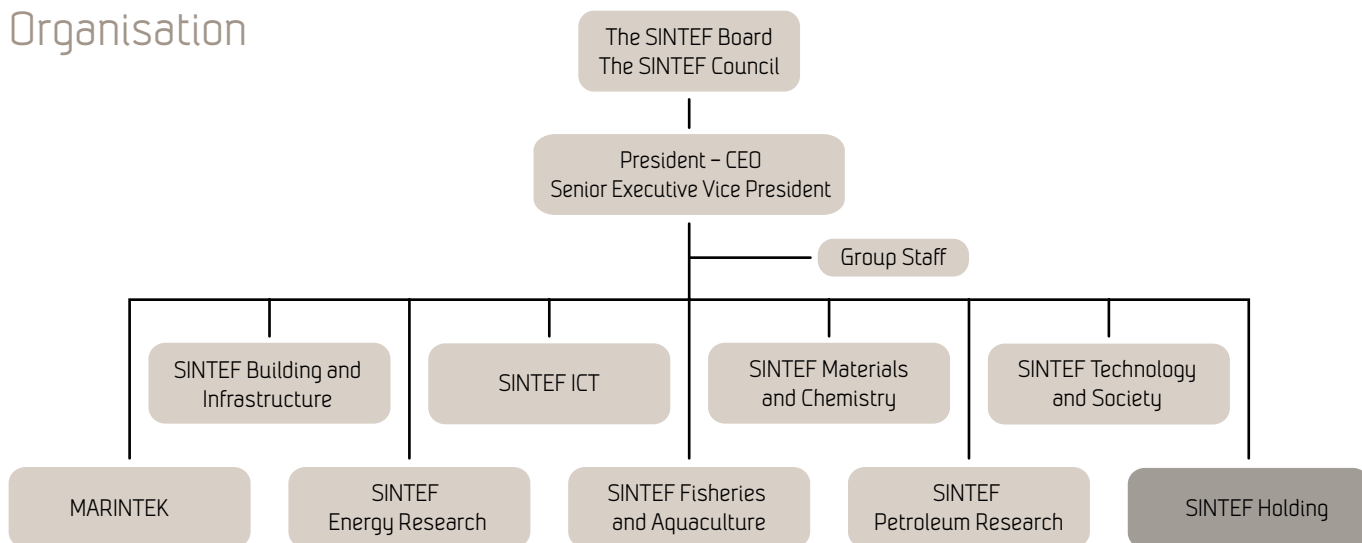 Organisation
The SINTEF Board
The SINTEF Council
President – CEO
Senior Executive Vice President
Group Staff
SINTEF Building and
Infrastructure
SINTEF ICT
SINTEF Materials
and Chemistry
SINTEF Technology
and Society
MARINTEK
SINTEF
Energy Research
SINTEF Fisheries
and Aquaculture
SINTEF
Petroleum Research
SINTEF Holding